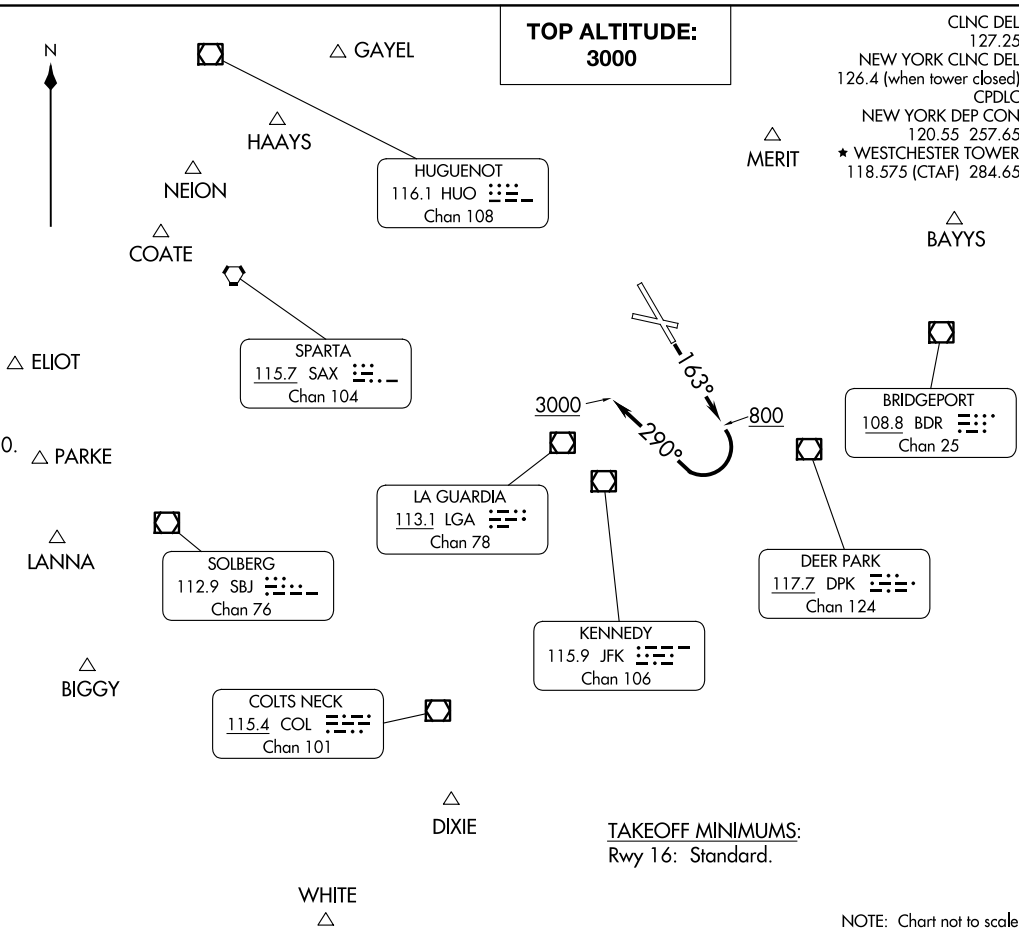 TOP ALTITUDE:
3000
CLNC DEL
127.25
NEW YORK CLNC DEL
126.4 (when tower closed)
CPDLC
NEW YORK DEP CON
120.55 257.65
★ WESTCHESTER TOWER
118.575 (CTAF) 284.65
N
GAYEL
HAAYS
MERIT
NEION
HUGUENOT
116.1 HUO
Chan 108
COATE
BAYYS
SPARTA
115.7 SAX
Chan 104
ELIOT
163°
3000
800
290°
BRIDGEPORT
108.8 BDR
Chan 25
0.
PARKE
LA GUARDIA
113.1 LGA
Chan 78
LANNA
SOLBERG
112.9 SBJ
Chan 76
DEER PARK
117.7 DPK
Chan 124
KENNEDY
115.9 JFK
Chan 106
BIGGY
COLTS NECK
115.4 COL
Chan 101
DIXIE
TAKEOFF MINIMUMS:
Rwy 16: Standard.
WHITE
NOTE: Chart not to scale